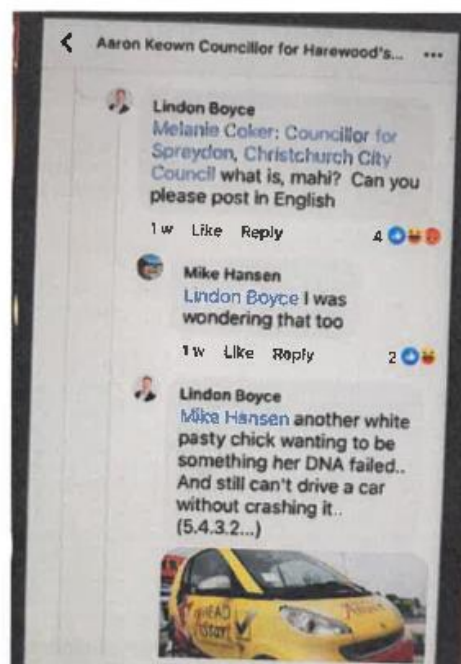 Aaron Keown Councillor for Harewood's... ...
Lindon Boyce
Melanie Coker: Councillor for
Spreydon, Christchurch City
Council what is, mahi? Can you
please post in English
1 w Like Reply 4
Mike Hansen
Lindon Boyce I was
wondering that too
1 w Like Reply 2
Lindon Boyce
Mike Hansen another white
pasty chick wanting to be
something her DNA failed..
And still can't drive a car
without crashing it..
(5.4.3.2...)
HEAD